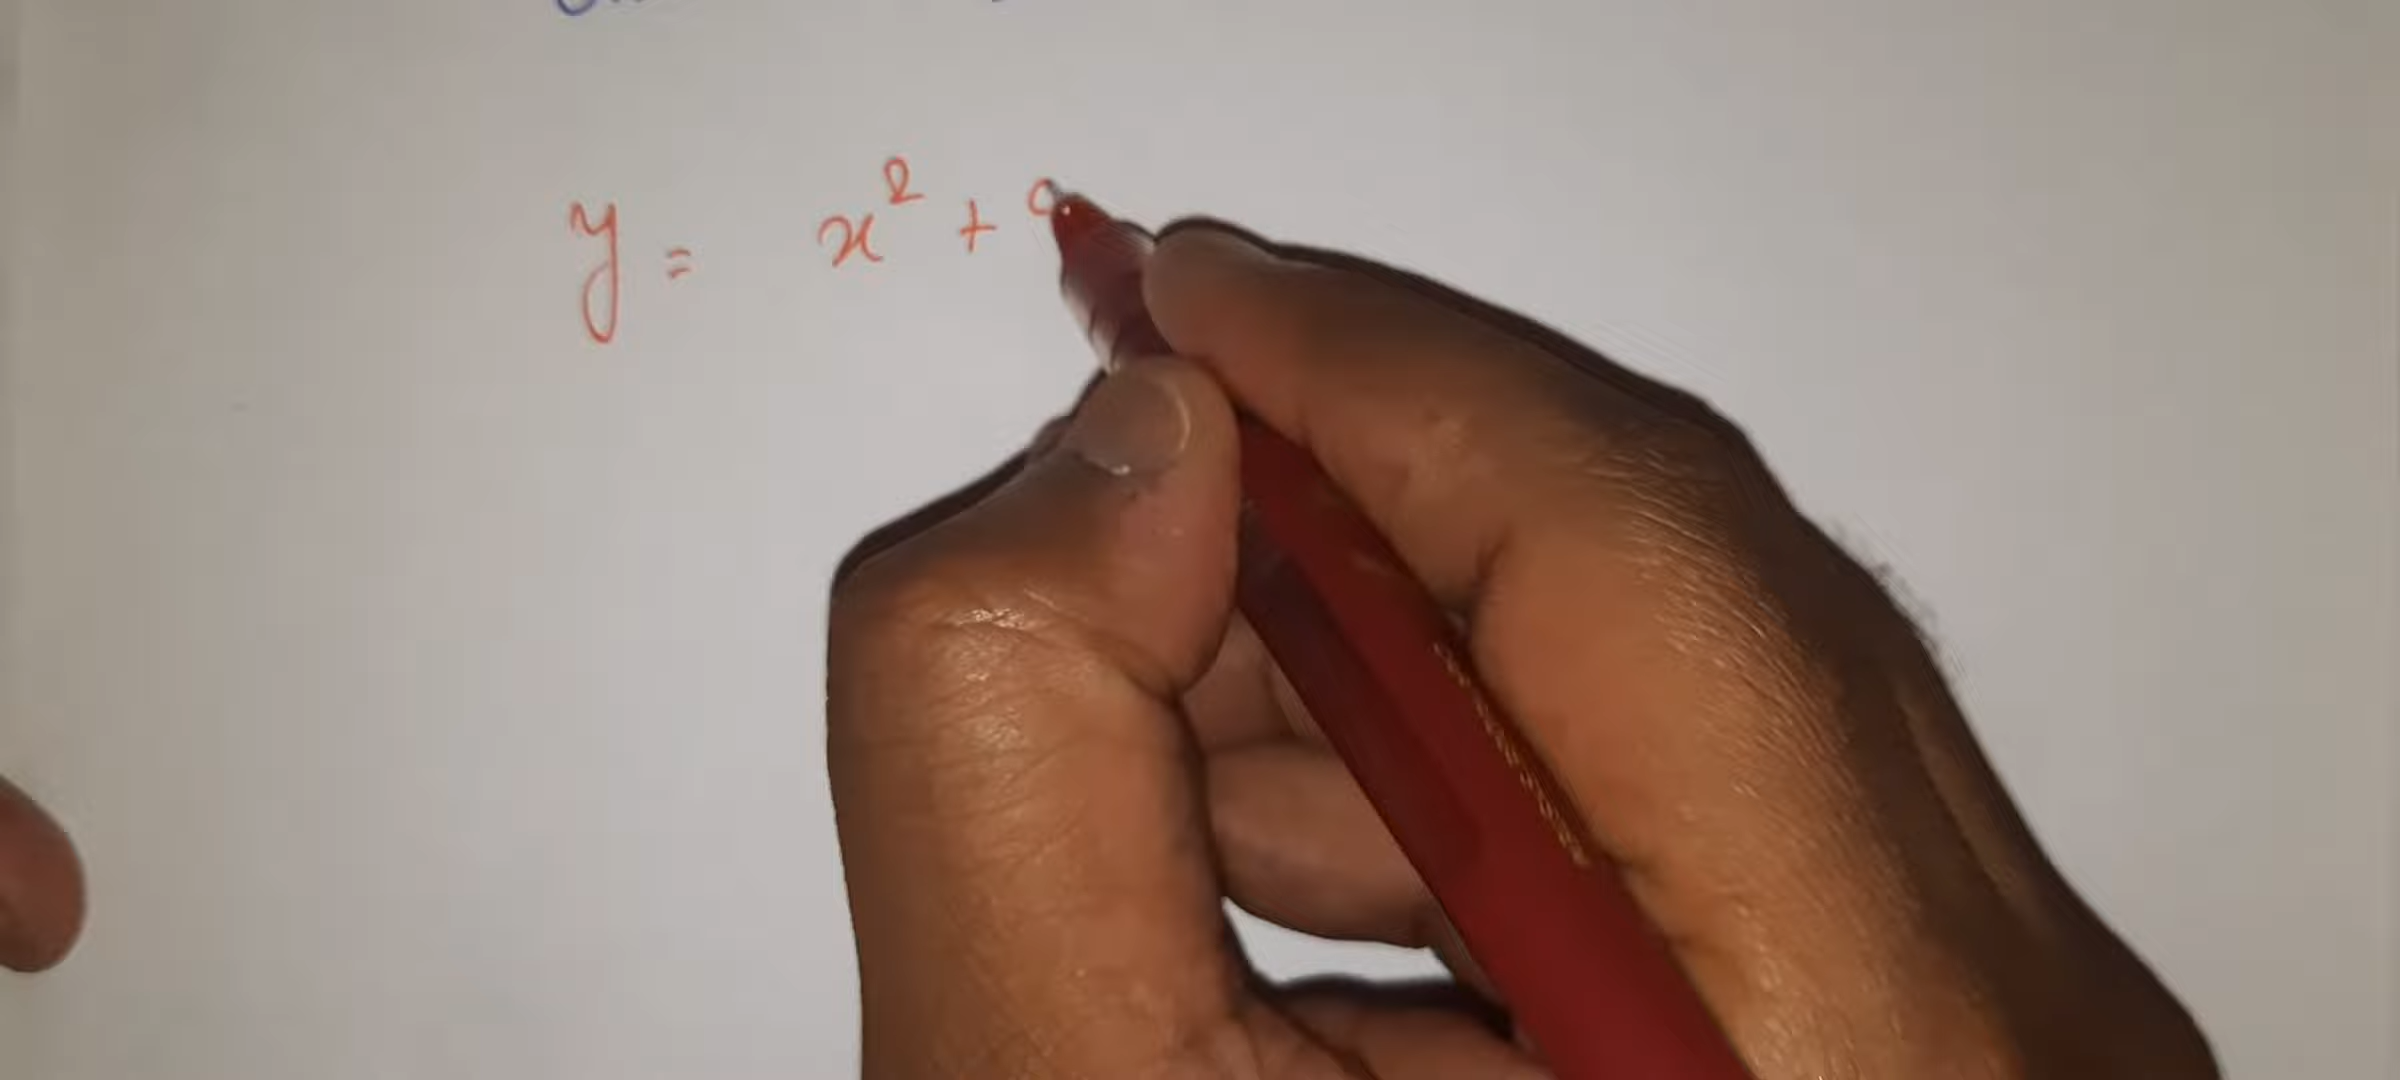 y = x² +